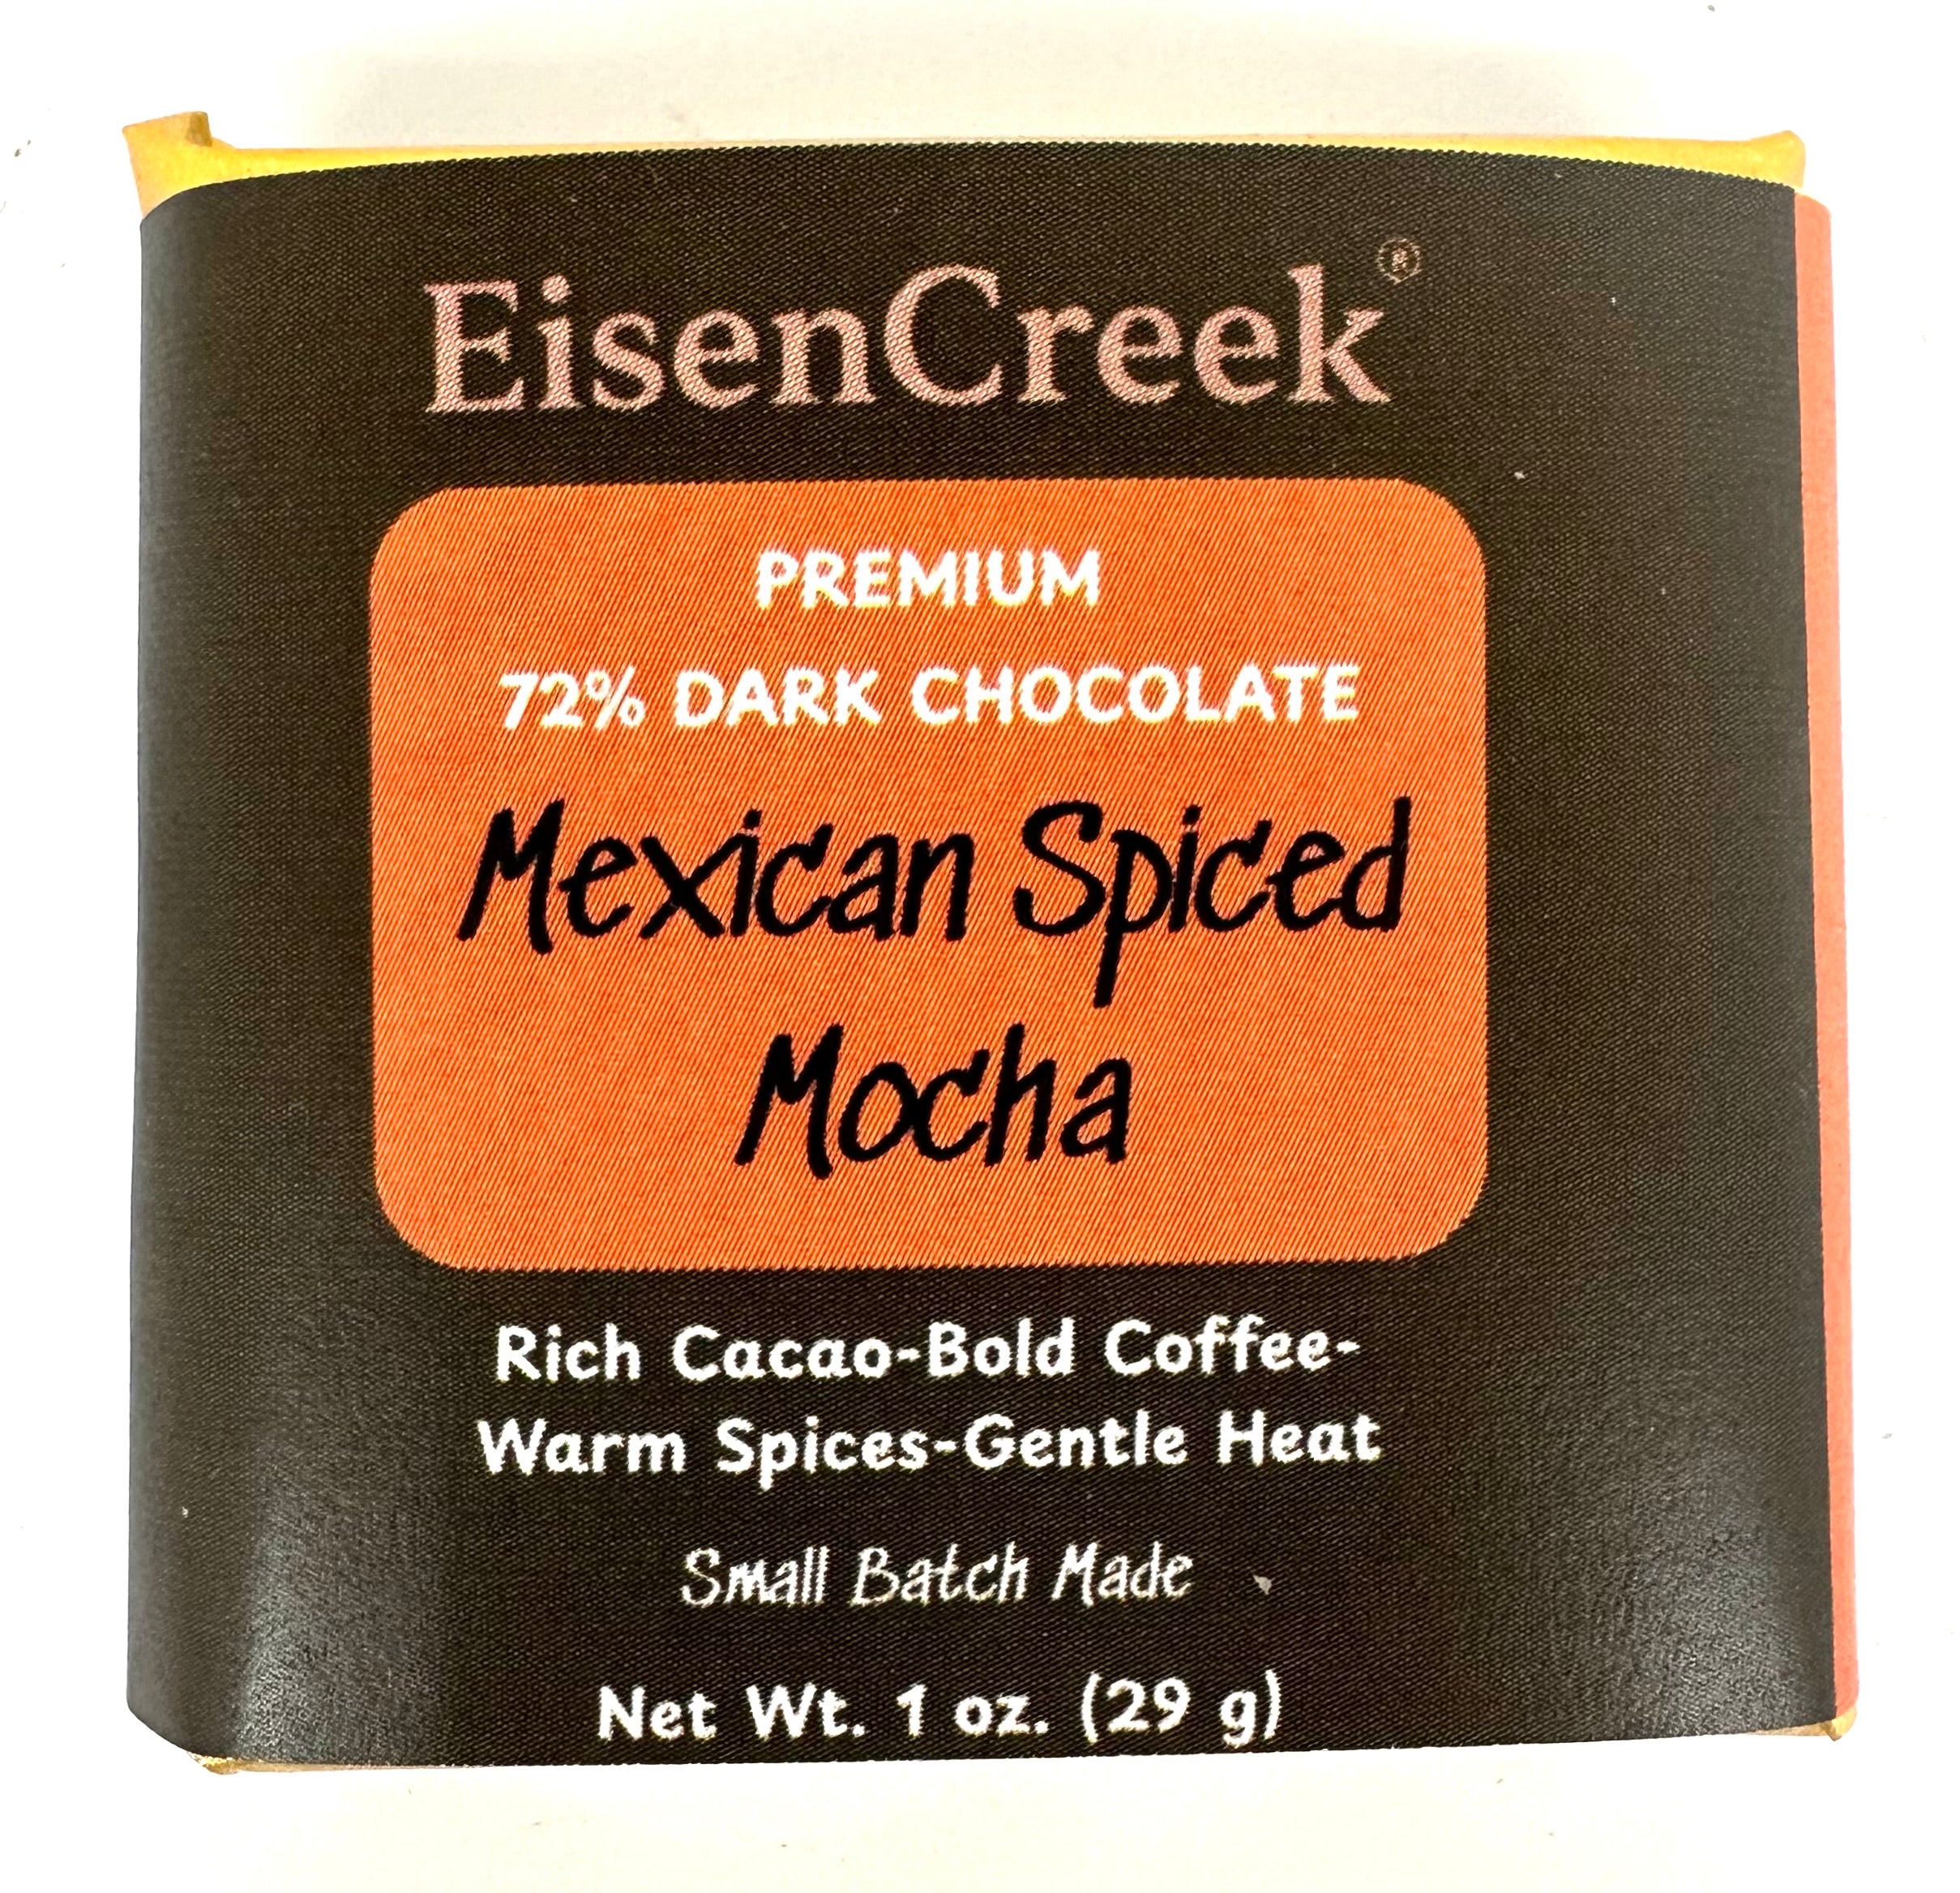 EisenCreek®
PREMIUM
72% DARK CHOCOLATE
Mexican Spiced
Mocha
Rich Cacao-Bold Coffee-
Warm Spices-Gentle Heat
Small Batch Made
Net Wt. 1 oz. (29 g)